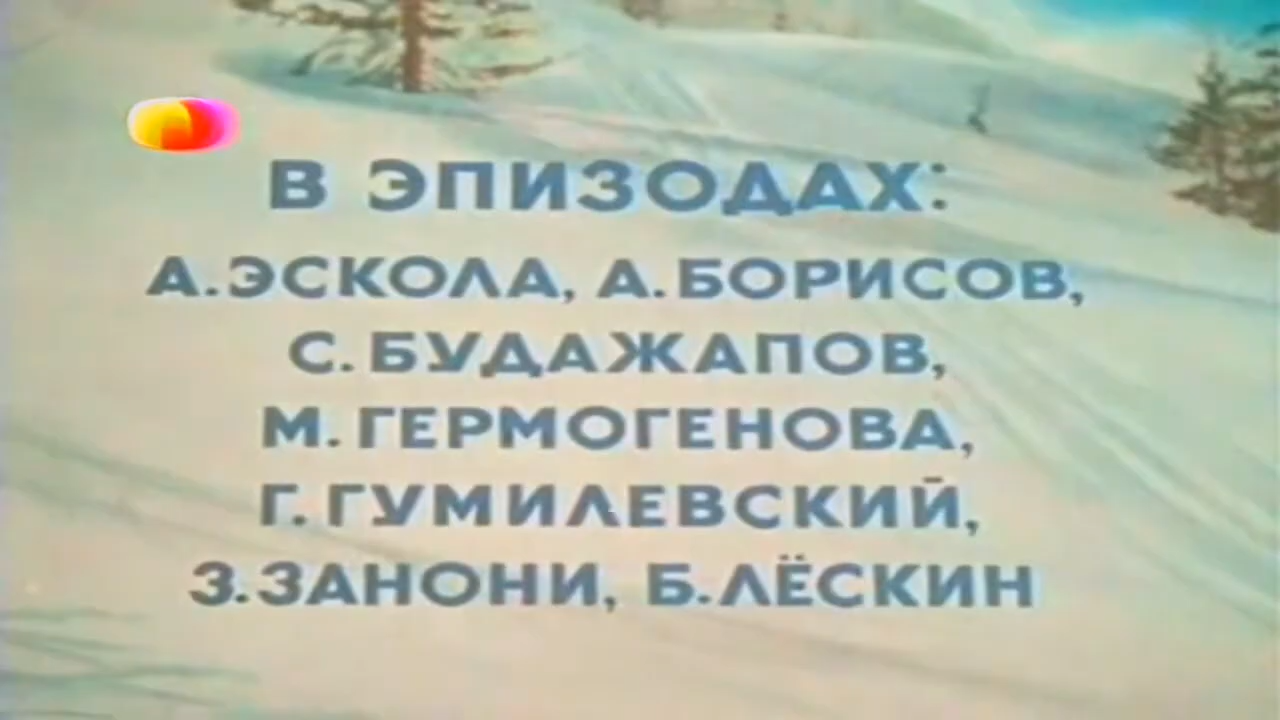 В ЭПИЗОДАХ:
А. ЭСКОЛА, А. БОРИСОВ,
С. БУДАЖАПОВ,
М. ГЕРМОГЕНОВА,
Г. ГУМИЛЕВСКИЙ,
З. ЗАНОНИ, Б. ЛЁСКИН